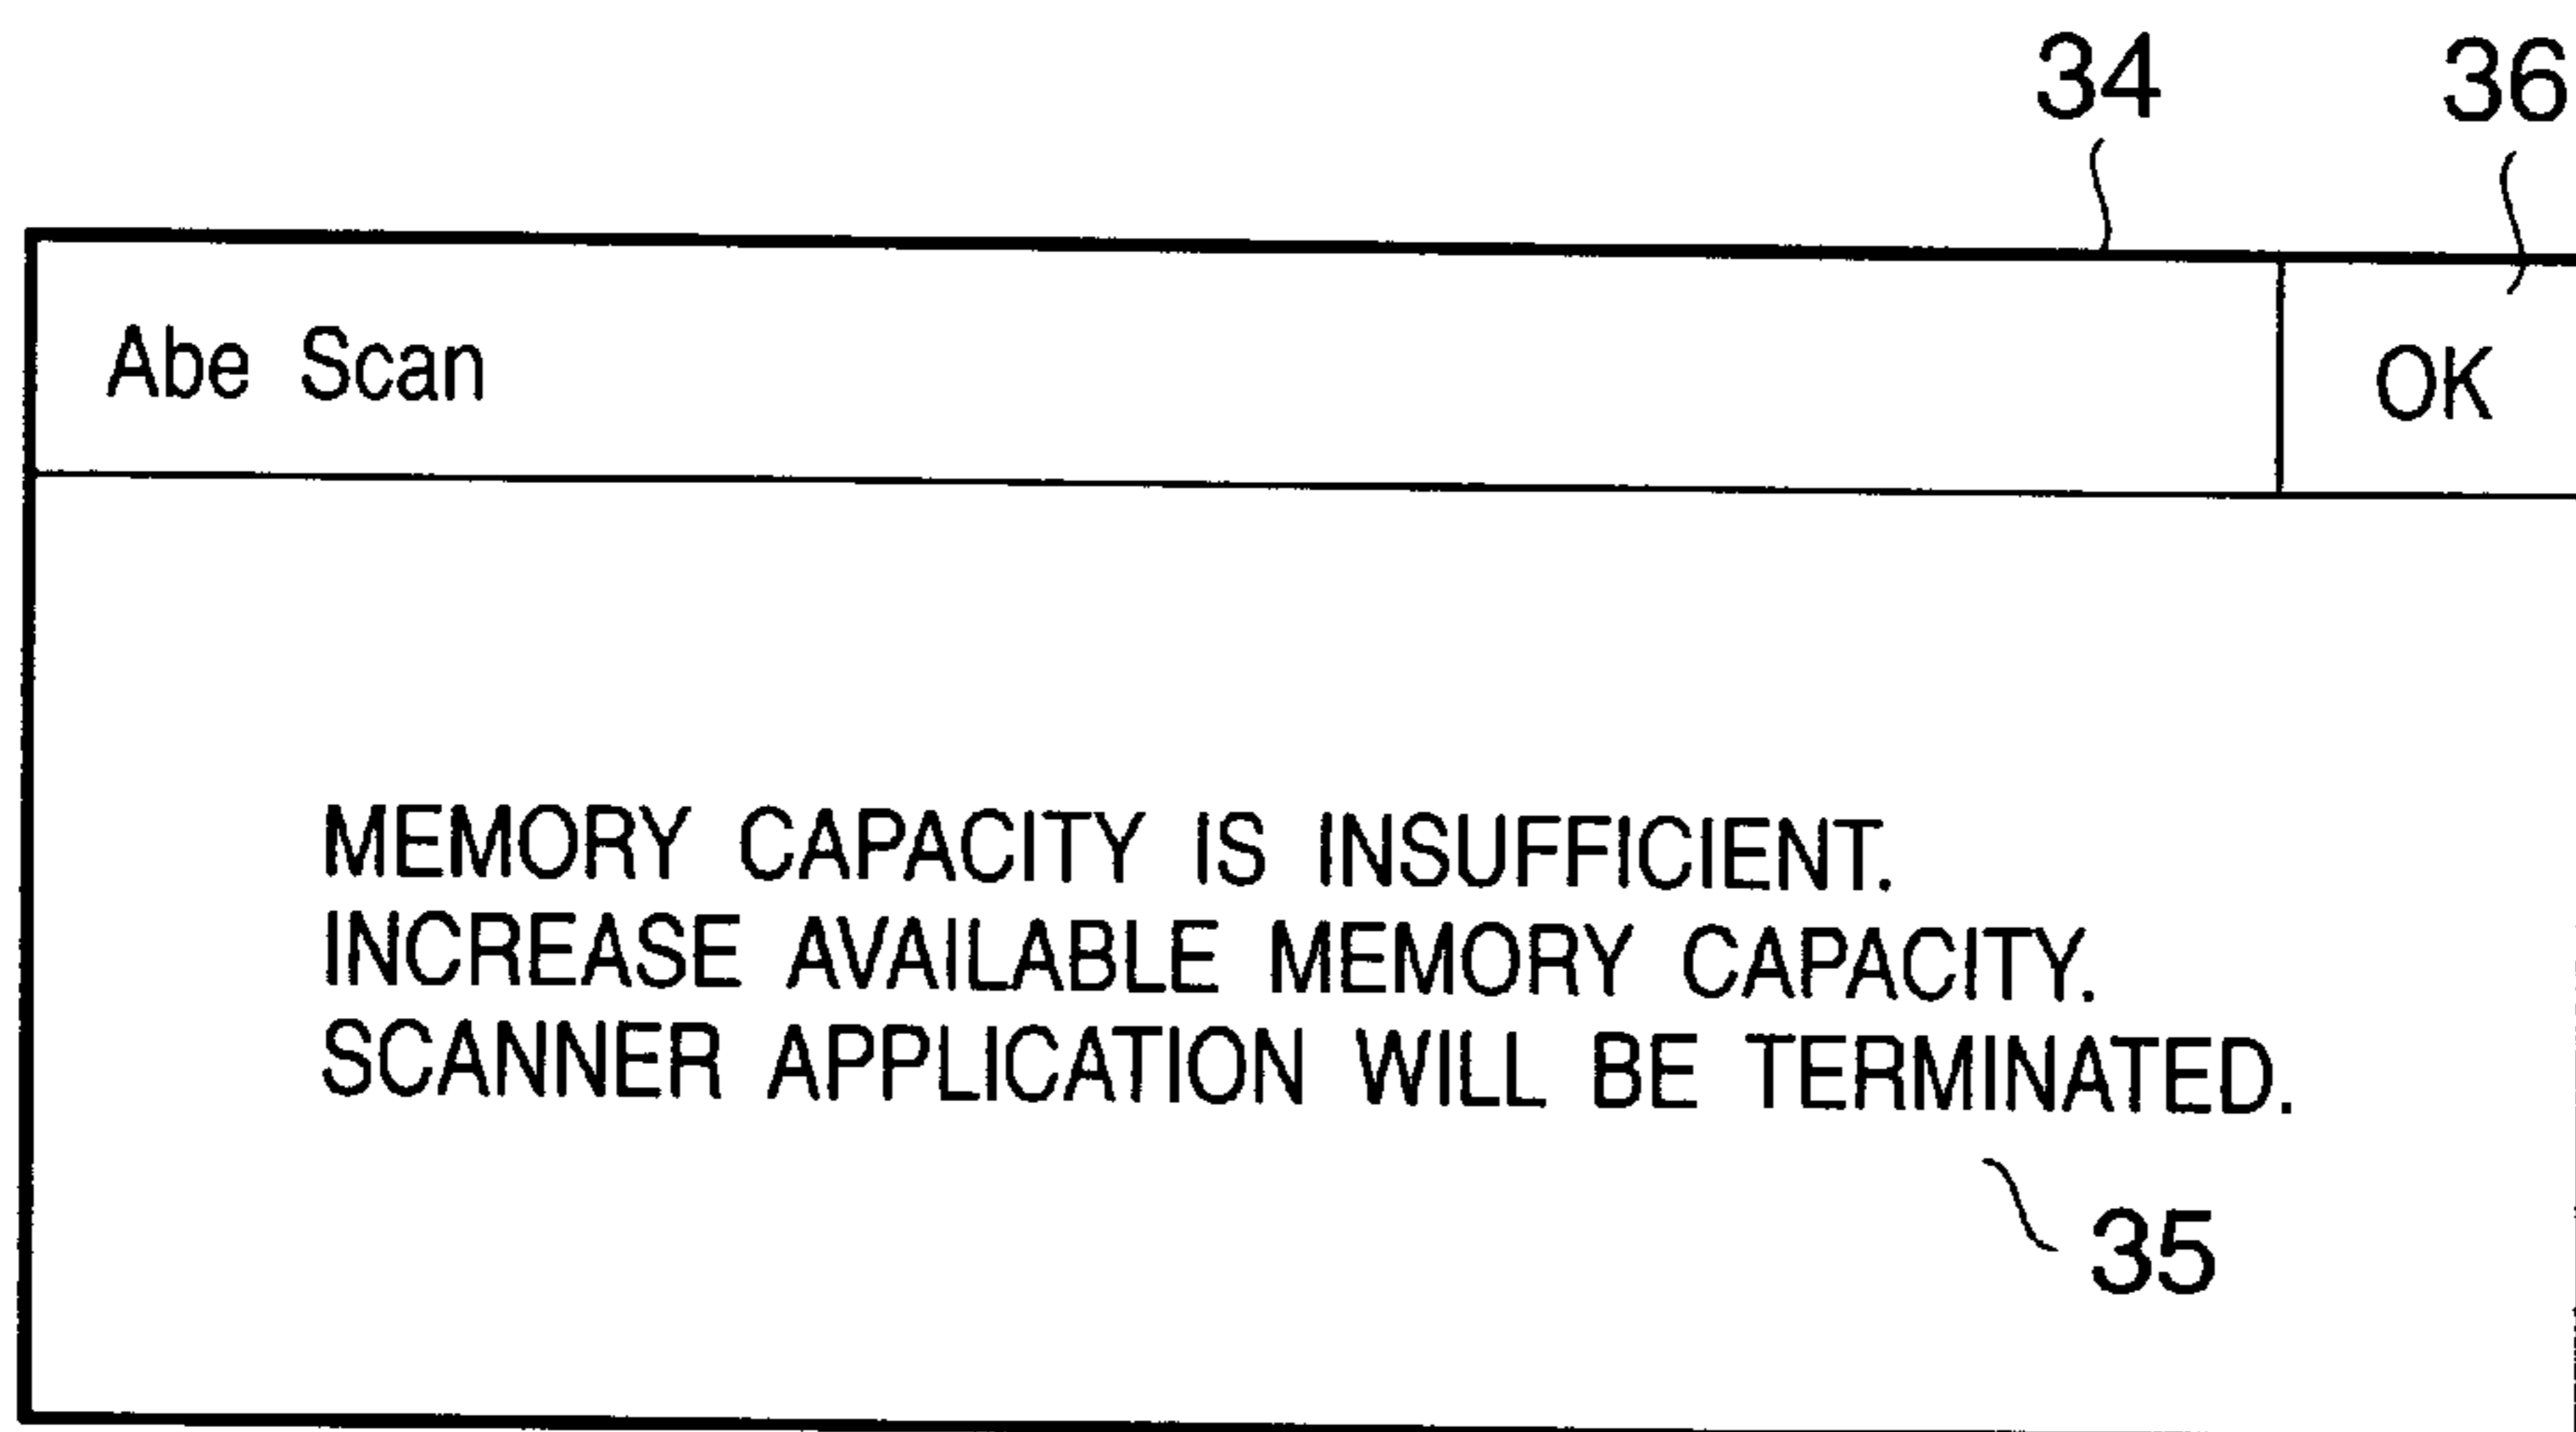 34 36
Abe Scan OK
MEMORY CAPACITY IS INSUFFICIENT.
INCREASE AVAILABLE MEMORY CAPACITY.
SCANNER APPLICATION WILL BE TERMINATED.
35